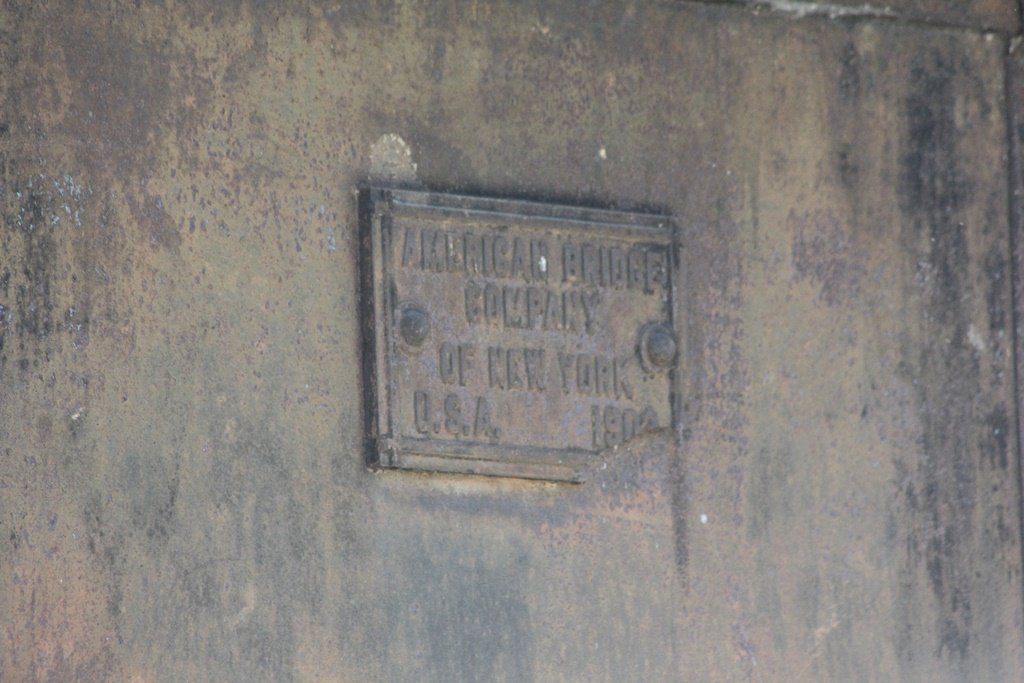 AMERICAN BRIDGE
COMPANY
OF NEW YORK
U.S.A.